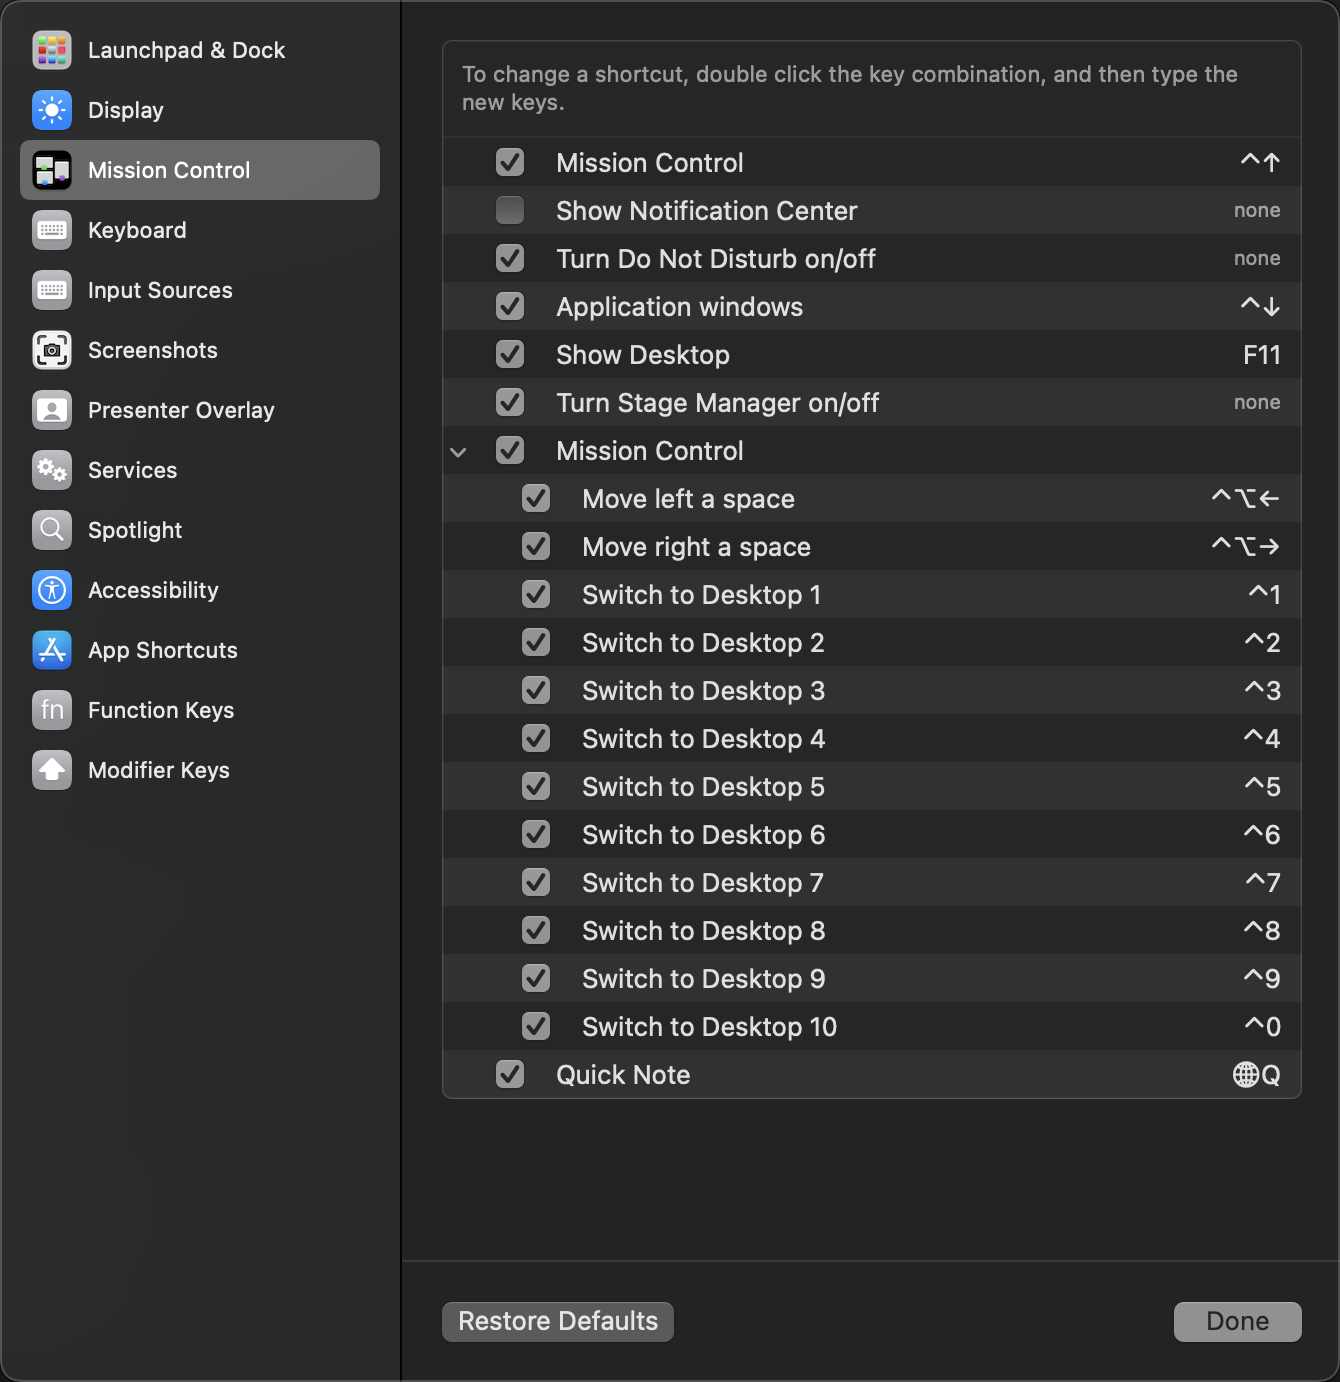 Launchpad & Dock
Display
Mission Control
Keyboard
Input Sources
Screenshots
Presenter Overlay
Services
Spotlight
Accessibility
App Shortcuts
fn Function Keys
Modifier Keys
To change a shortcut, double click the key combination, and then type the
new keys.
Mission Control ^↑
Show Notification Center none
Turn Do Not Disturb on/off none
Application windows ^↓
Show Desktop F11
Turn Stage Manager on/off none
Mission Control
Move left a space ^⌥←
Move right a space ^⌥→
Switch to Desktop 1 ^1
Switch to Desktop 2 ^2
Switch to Desktop 3 ^3
Switch to Desktop 4 ^4
Switch to Desktop 5 ^5
Switch to Desktop 6 ^6
Switch to Desktop 7 ^7
Switch to Desktop 8 ^8
Switch to Desktop 9 ^9
Switch to Desktop 10 ^0
Quick Note 🌐Q
Restore Defaults
Done